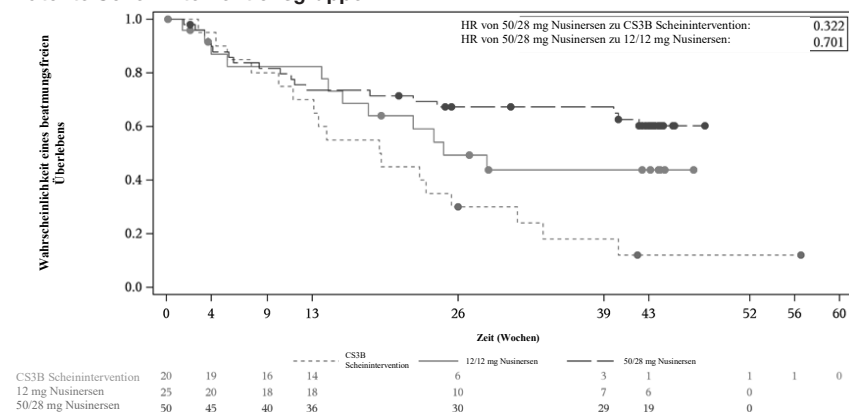 HR von 50/28 mg Nusinersen zu CS3B Scheinintervention: 0.322
HR von 50/28 mg Nusinersen zu 12/12 mg Nusinersen: 0.701
Wahrscheinlichkeit eines beatmungsfreien
Überlebens
1.0
0.8
0.6
0.4
0.2
0.0
0 4 9 13 26 39 43 52 56 60
Zeit (Wochen)
CS3B
Scheinintervention
12/12 mg Nusinersen
50/28 mg Nusinersen
CS3B Scheinintervention 20 19 16 14 6 3 1 1 1 0
12 mg Nusinersen 25 20 18 18 10 7 6 0
50/28 mg Nusinersen 50 45 40 36 30 29 19 0